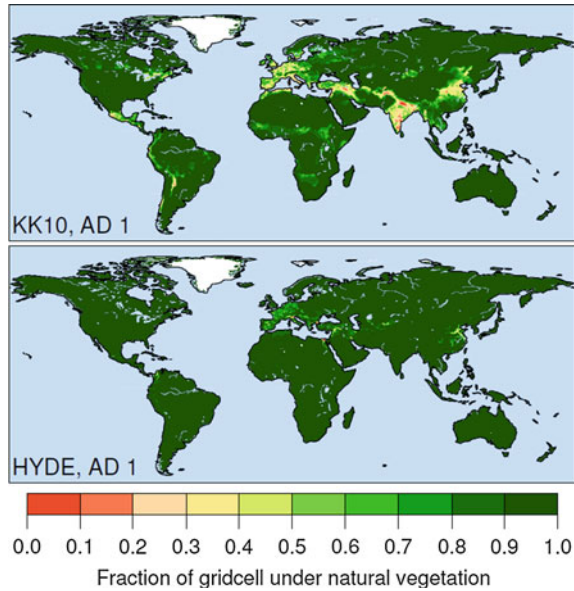 KK10, AD 1
HYDE, AD 1
0.0 0.1 0.2 0.3 0.4 0.5 0.6 0.7 0.8 0.9 1.0
Fraction of gridcell under natural vegetation